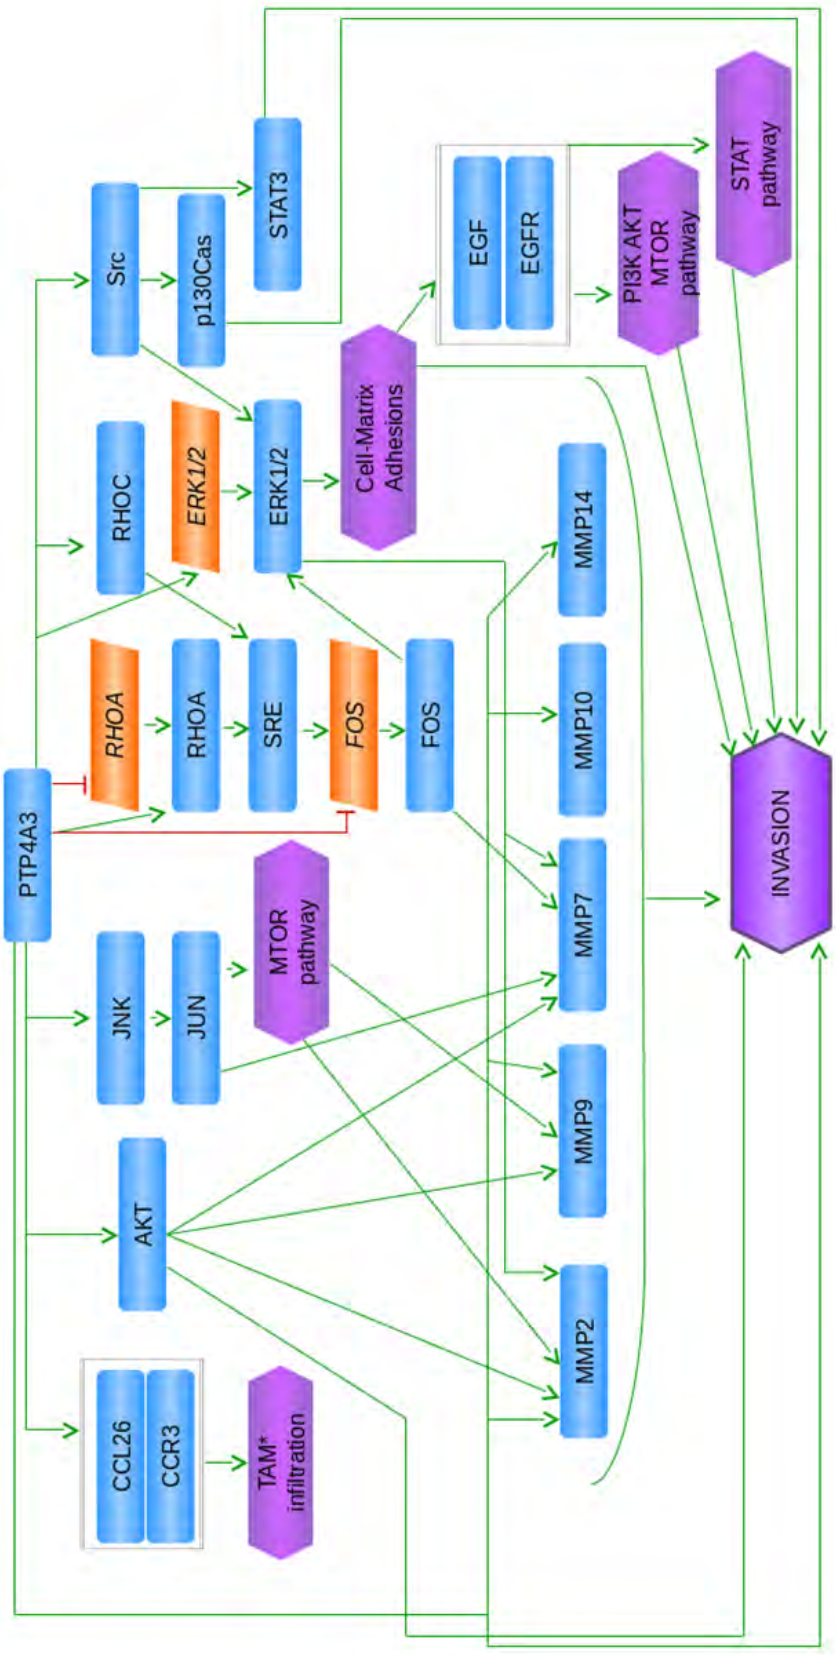 PTP4A3
CCL26
CCR3
TAM*
infiltration
AKT
JNK
JUN
MTOR
pathway
RHOA
RHOA
SRE
FOS
FOS
RHOC
ERK1/2
ERK1/2
Cell-Matrix
Adhesions
Src
p130Cas
STAT3
EGF
EGFR
PI3K AKT
MTOR
pathway
STAT
pathway
MMP2
MMP9
MMP7
MMP10
MMP14
INVASION